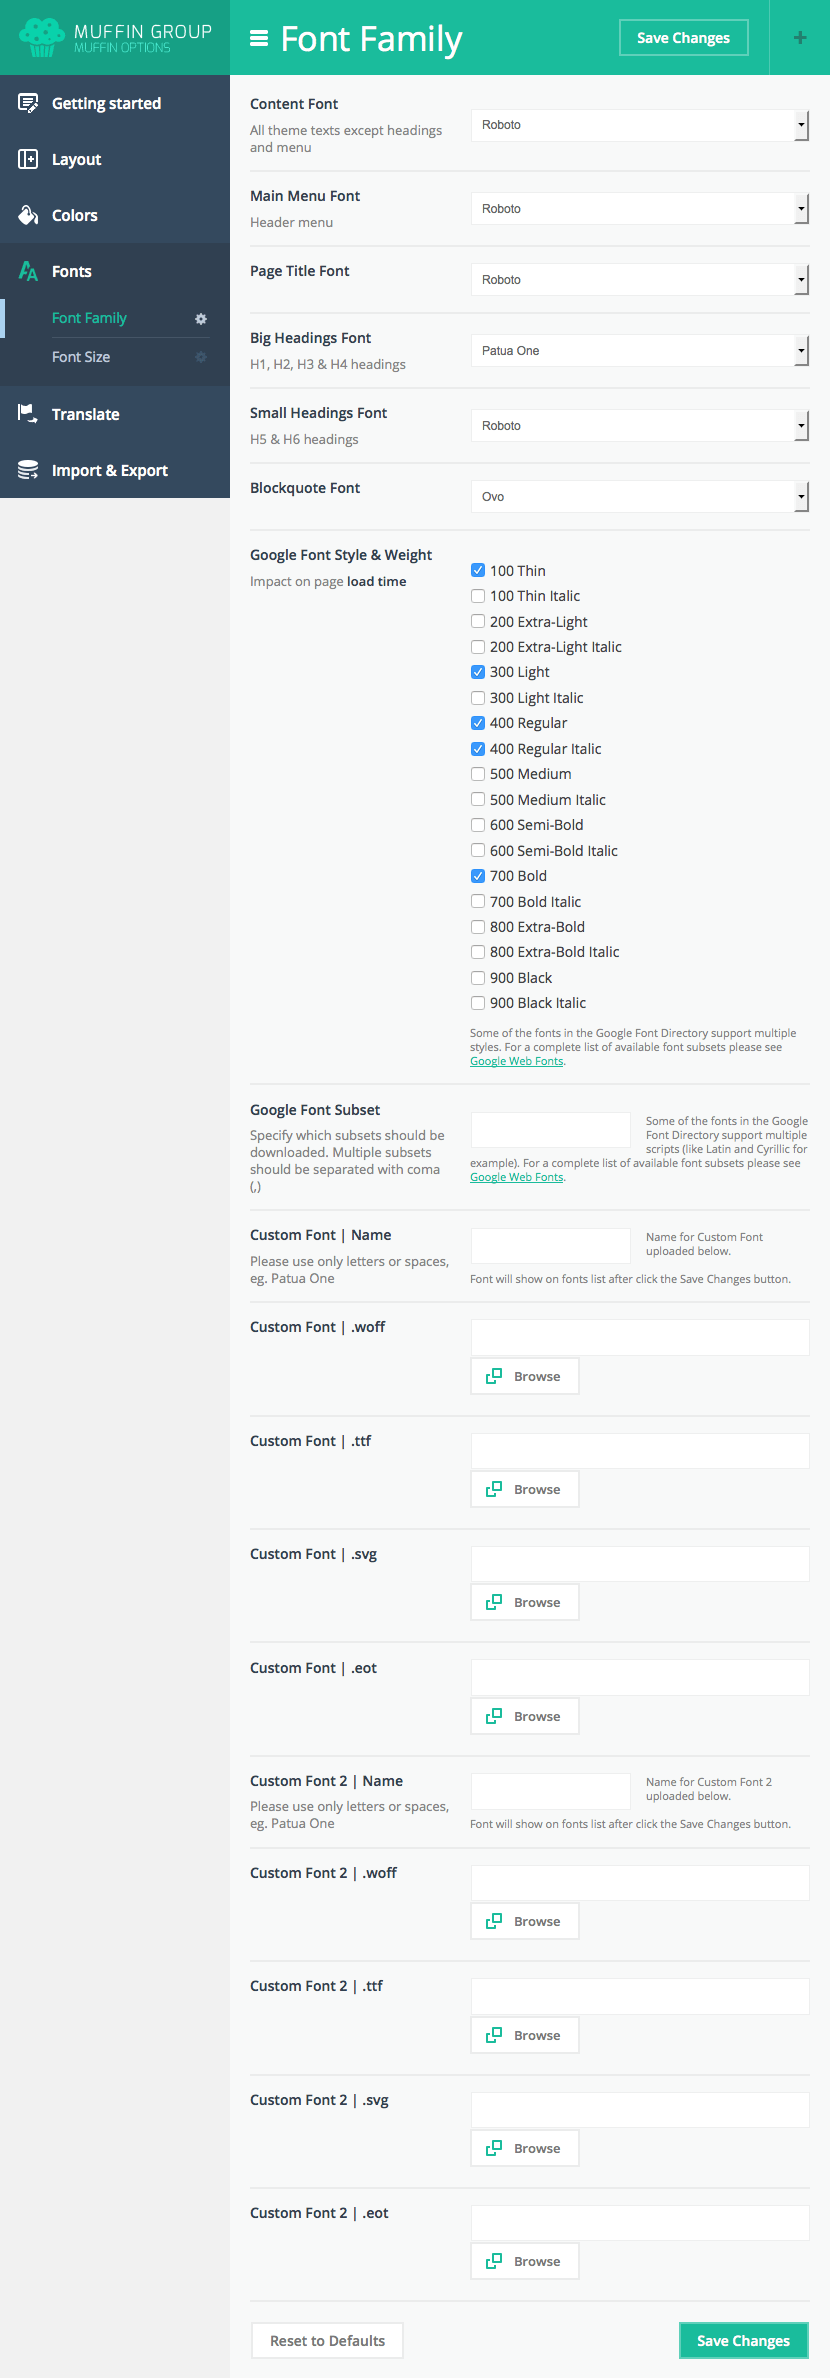 MUFFIN GROUP
MUFFIN OPTIONS
Getting started
Layout
Colors
Fonts
Font Family
Font Size
Translate
Import & Export
Font Family
Save Changes
Content Font
All theme texts except headings
and menu
Roboto
Main Menu Font
Header menu
Roboto
Page Title Font
Roboto
Big Headings Font
H1, H2, H3 & H4 headings
Patua One
Small Headings Font
H5 & H6 headings
Roboto
Blockquote Font
Ovo
Google Font Style & Weight
Impact on page load time
100 Thin
100 Thin Italic
200 Extra-Light
200 Extra-Light Italic
300 Light
300 Light Italic
400 Regular
400 Regular Italic
500 Medium
500 Medium Italic
600 Semi-Bold
600 Semi-Bold Italic
700 Bold
700 Bold Italic
800 Extra-Bold
800 Extra-Bold Italic
900 Black
900 Black Italic
Some of the fonts in the Google Font Directory support multiple
styles. For a complete list of available font subsets please see
Google Web Fonts.
Google Font Subset
Specify which subsets should be
downloaded. Multiple subsets
should be separated with coma
(,)
Some of the fonts in the Google
Font Directory support multiple
scripts (like Latin and Cyrillic for
example). For a complete list of available font subsets please see
Google Web Fonts.
Custom Font | Name
Please use only letters or spaces,
eg. Patua One
Name for Custom Font
uploaded below.
Font will show on fonts list after click the Save Changes button.
Custom Font | .woff
Browse
Custom Font | .ttf
Browse
Custom Font | .svg
Browse
Custom Font | .eot
Browse
Custom Font 2 | Name
Please use only letters or spaces,
eg. Patua One
Name for Custom Font 2
uploaded below.
Font will show on fonts list after click the Save Changes button.
Custom Font 2 | .woff
Browse
Custom Font 2 | .ttf
Browse
Custom Font 2 | .svg
Browse
Custom Font 2 | .eot
Browse
Reset to Defaults
Save Changes